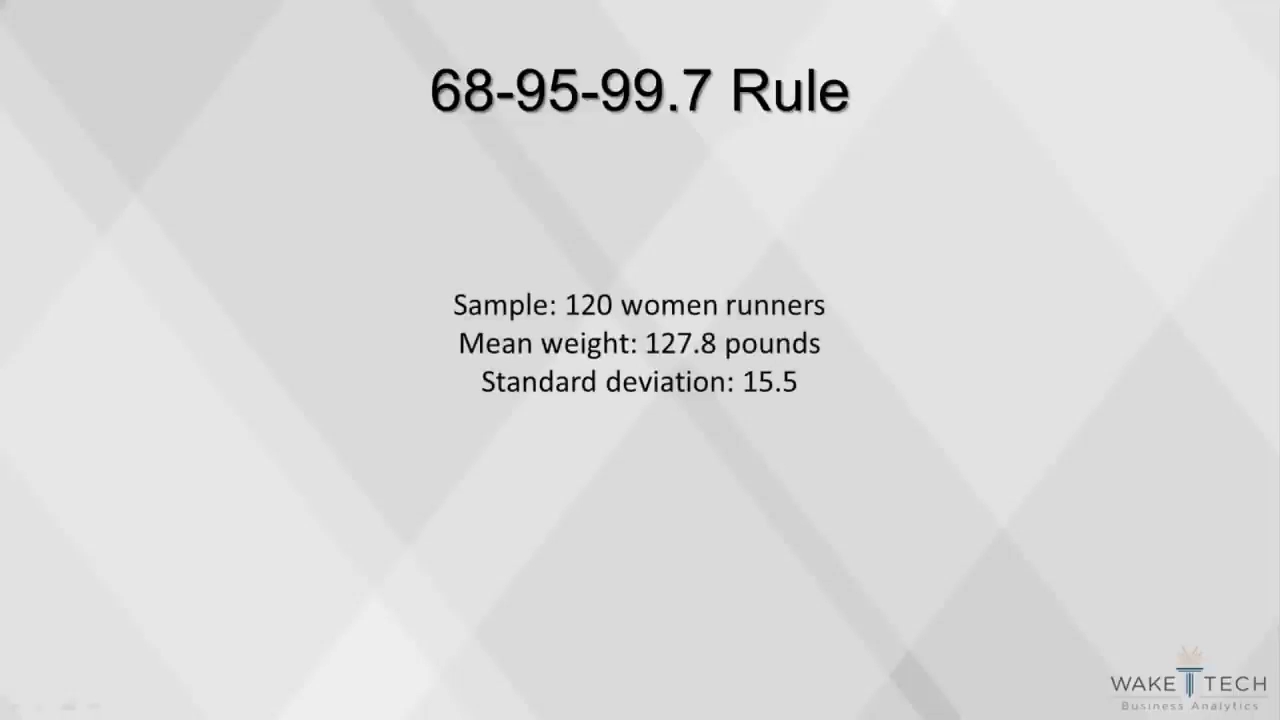 68-95-99.7 Rule
Sample: 120 women runners
Mean weight: 127.8 pounds
Standard deviation: 15.5
WAKE TECH
Business Analytics